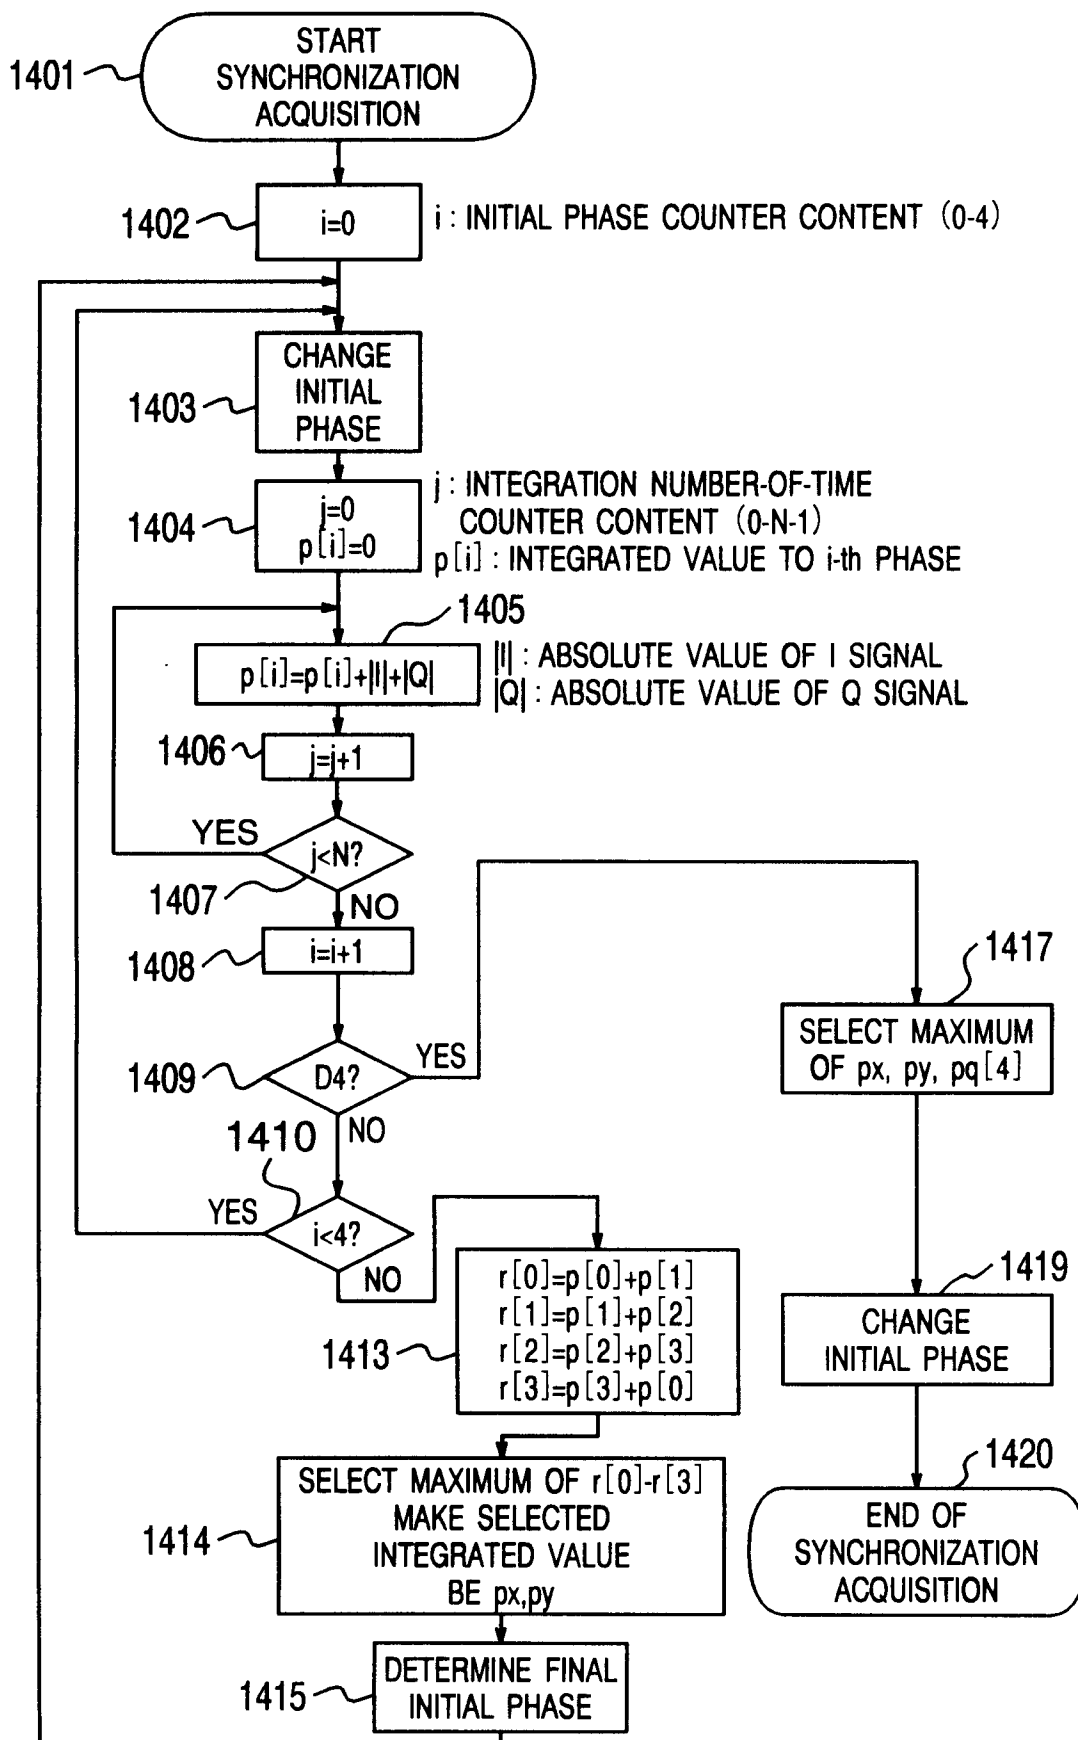 START
SYNCHRONIZATION
ACQUISITION
1401
1402
i=0
i : INITIAL PHASE COUNTER CONTENT (0-4)
1403
CHANGE
INITIAL
PHASE
1404
j=0
p[i]=0
j : INTEGRATION NUMBER-OF-TIME
COUNTER CONTENT (0-N-1)
p[i] : INTEGRATED VALUE TO i-th PHASE
1405
p[i]=p[i]+|I|+|Q|
|I| : ABSOLUTE VALUE OF I SIGNAL
|Q| : ABSOLUTE VALUE OF Q SIGNAL
1406
j=j+1
YES
j<N?
1407
NO
1408
i=i+1
1409
D4?
YES
NO
1410
YES
i<4?
NO
1413
r[0]=p[0]+p[1]
r[1]=p[1]+p[2]
r[2]=p[2]+p[3]
r[3]=p[3]+p[0]
1414
SELECT MAXIMUM OF r[0]-r[3]
MAKE SELECTED
INTEGRATED VALUE
BE px,py
1415
DETERMINE FINAL
INITIAL PHASE
1417
SELECT MAXIMUM
OF px, py, pq[4]
1419
CHANGE
INITIAL PHASE
1420
END OF
SYNCHRONIZATION
ACQUISITION